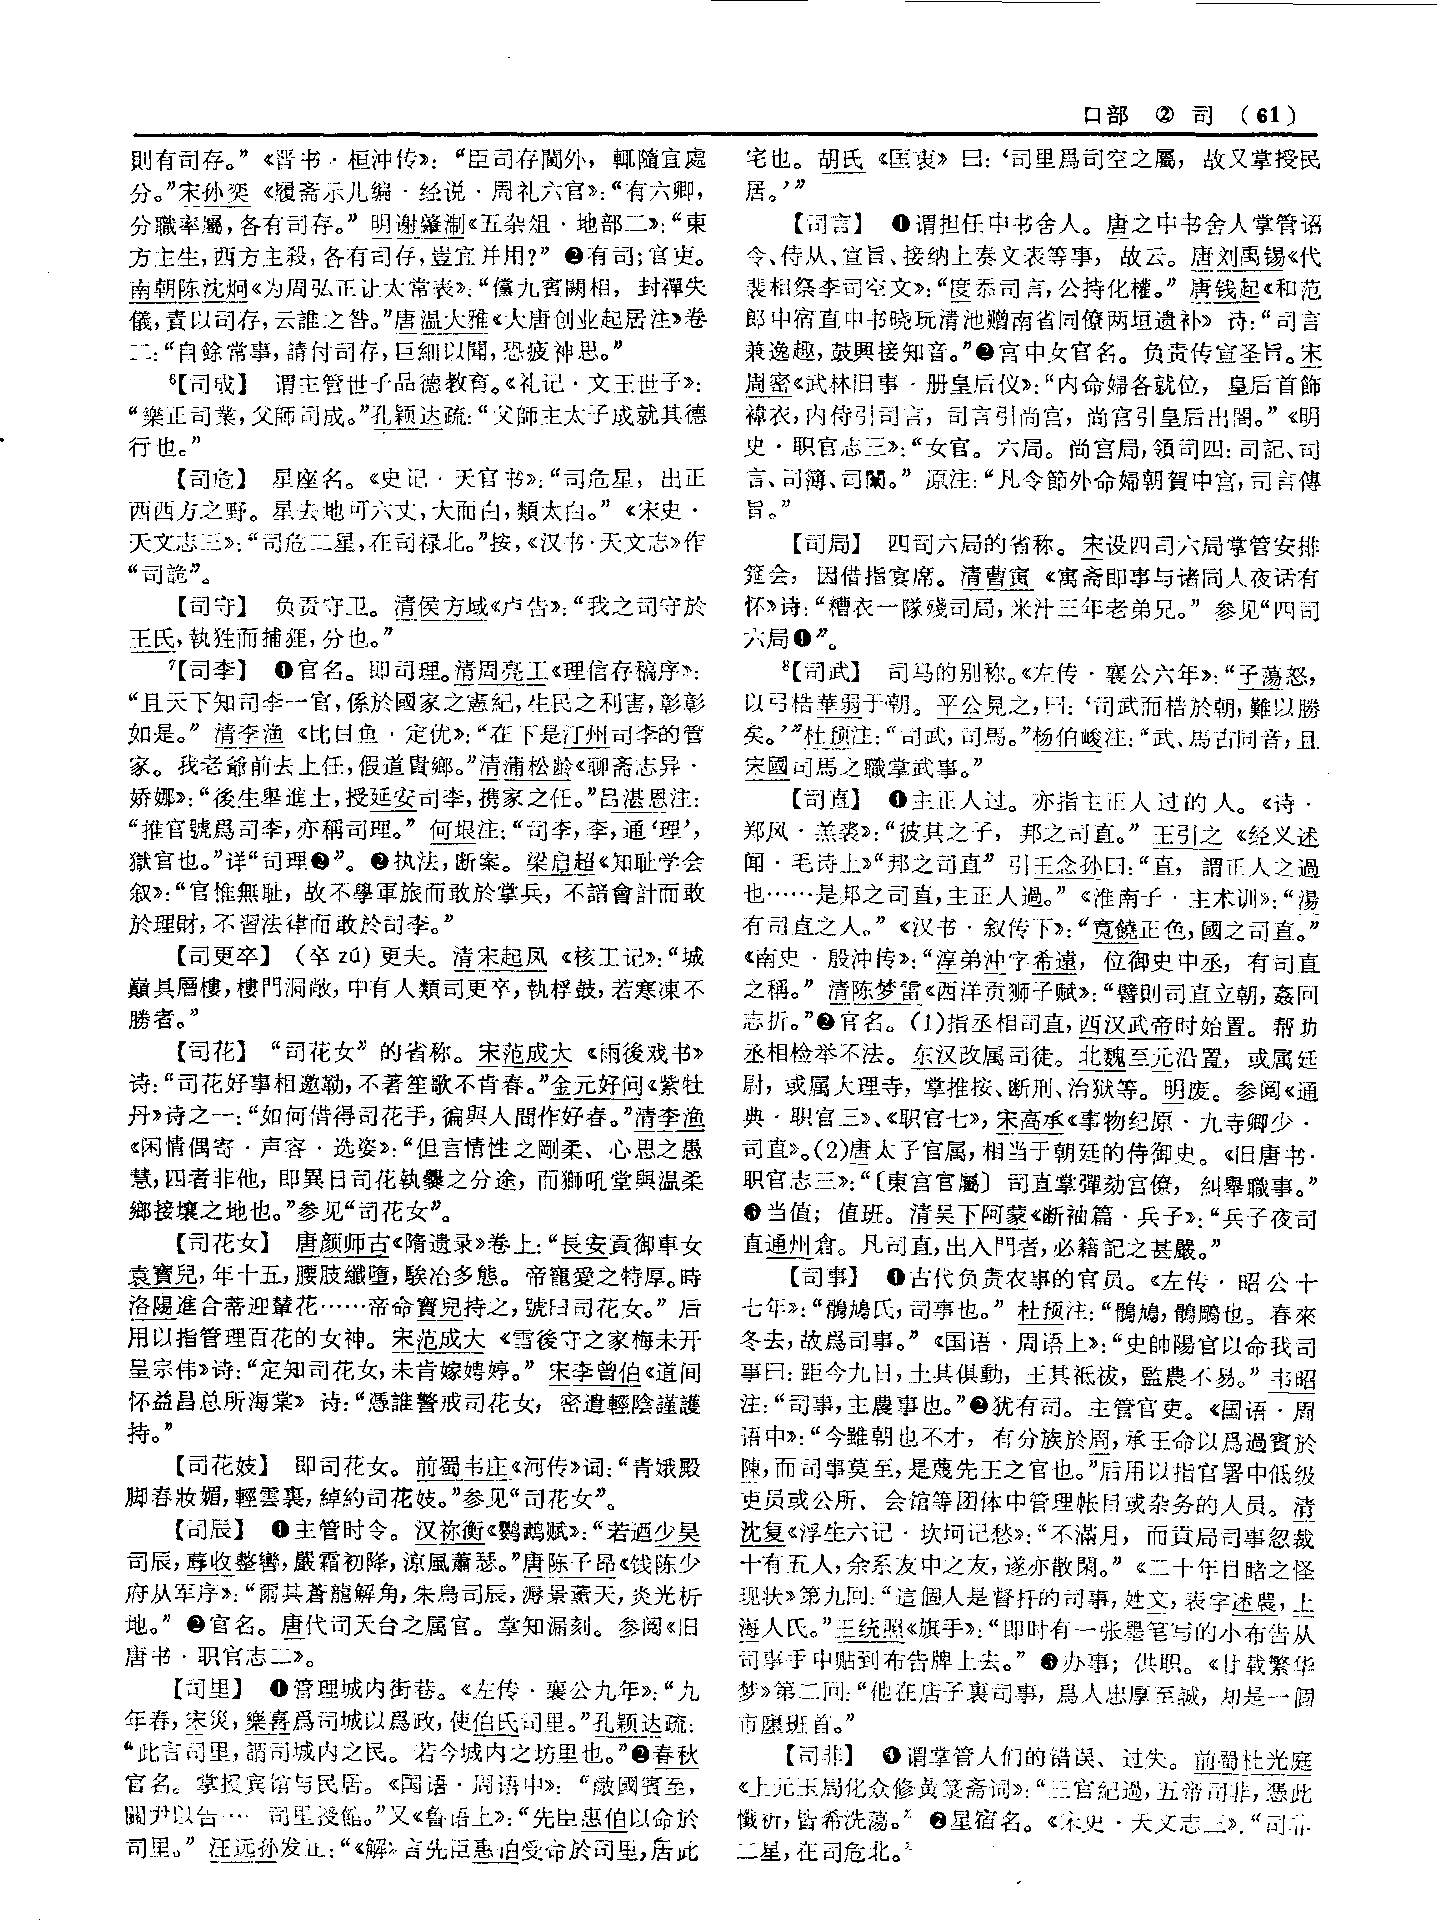 口部 ② 司 (61)
則有司存。”《晋书·桓沖传》：“臣司存閫外，輒隨宜處
分。”宋孙奕《履斋示儿编·经说·周礼六官》：“有六卿，
分職率屬，各有司存。”明谢肇淛《五杂俎·地部二》：“東
方主生，西方主殺，各有司存，豈宜并用？”❷有司；官吏。
南朝陈沈炯《为周弘正让太常表》：“儻九賓闕相，封禪失
儀，責以司存，云誰之咎。”唐温大雅《大唐创业起居注》卷
二：“自餘常事，請付司存，巨細以聞，恐疲神思。”
⁶【司成】 谓主管世子品德教育。《礼记·文王世子》：
“樂正司業，父師司成。”孔颖达疏：“父師主太子成就其德
行也。”
【司危】 星座名。《史记·天官书》：“司危星，出正
西西方之野。星去地可六丈，大而白，類太白。”《宋史·
天文志三》：“司危二星，在司禄北。”按，《汉书·天文志》作
“司詭”。
【司守】 负责守卫。清侯方域《卢告》：“我之司守於
王氏，執狌而捕貍，分也。”
⁷【司李】 ❶官名。即司理。清周亮工《理信存稿序》：
“且天下知司李一官，係於國家之憲紀，生民之利害，彰彰
如是。”清李渔《比目鱼·定优》：“在下是汀州司李的管
家。我老爺前去上任，假道貴鄉。”清蒲松龄《聊斋志异·
娇娜》：“後生舉進士，授延安司李，携家之任。”吕湛恩注：
“推官號爲司李，亦稱司理。”何垠注：“司李，李，通‘理’，
獄官也。”详“司理❷”。❷执法，断案。梁启超《知耻学会
叙》：“官惟無耻，故不學軍旅而敢於掌兵，不諳會計而敢
於理財，不習法律而敢於司李。”
【司更卒】 （卒 zú）更夫。清宋起凤《核工记》：“城
巔具層樓，樓門洞敞，中有人類司更卒，執桴鼓，若寒凍不
勝者。”
【司花】 “司花女”的省称。宋范成大《雨後戏书》
诗：“司花好事相邀勒，不著笙歌不肯春。”金元好问《紫牡
丹》诗之一：“如何借得司花手，徧與人間作好春。”清李渔
《闲情偶寄·声容·选姿》：“但言情性之剛柔、心思之愚
慧，四者非他，即異日司花執爨之分途，而獅吼堂與温柔
鄉接壤之地也。”参见“司花女”。
【司花女】 唐颜师古《隋遗录》卷上：“長安貢御車女
袁寶兒，年十五，腰肢纖墮，騃冶多態。帝寵愛之特厚。時
洛陽進合蒂迎輦花……帝命寶兒持之，號曰司花女。”后
用以指管理百花的女神。宋范成大《雪後守之家梅未开
呈宗伟》诗：“定知司花女，未肯嫁娉婷。”宋李曾伯《道间
怀益昌总所海棠》诗：“憑誰警戒司花女，密遣輕陰謹護
持。”
【司花妓】 即司花女。前蜀韦庄《河传》词：“青娥殿
脚春妝媚，輕雲裏，綽約司花妓。”参见“司花女”。
【司辰】 ❶主管时令。汉祢衡《鹦鹉赋》：“若迺少昊
司辰，蓐收整轡，嚴霜初降，涼風蕭瑟。”唐陈子昂《饯陈少
府从军序》：“爾其蒼龍解角，朱鳥司辰，溽景薰天，炎光析
地。”❷官名。唐代司天台之属官。掌知漏刻。参阅《旧
唐书·职官志二》。
【司里】 ❶管理城内街巷。《左传·襄公九年》：“九
年春，宋災，樂喜爲司城以爲政，使伯氏司里。”孔颖达疏：
“此言司里，謂司城内之民。若今城内之坊里也。”❷春秋
官名。掌授宾馆与民居。《国语·周语中》：“敵國賓至，
關尹以告… 司里授館。”又《鲁语上》：“先臣惠伯以命於
司里。”汪远孙发正：“《解》言先臣惠伯受命於司里，居此
宅也。胡氏《匡衷》曰：‘司里爲司空之屬，故又掌授民
居。’”
【司言】 ❶谓担任中书舍人。唐之中书舍人掌管诏
令、侍从、宣旨、接纳上奏文表等事，故云。唐刘禹锡《代
裴相祭李司空文》：“度忝司言，公持化權。”唐钱起《和范
郎中宿直中书晓玩清池赠南省同僚两垣遗补》诗：“司言
兼逸趣，鼓興接知音。”❷宫中女官名。负责传宣圣旨。宋
周密《武林旧事·册皇后仪》：“内命婦各就位，皇后首飾
褘衣，内侍引司言，司言引尚宫，尚宫引皇后出閤。”《明
史·职官志三》：“女官。六局。尚宫局，領司四：司記、司
言、司簿、司闈。”原注：“凡令節外命婦朝賀中宫，司言傳
旨。”
【司局】 四司六局的省称。宋设四司六局掌管安排
筵会，因借指宴席。清曹寅《寓斋即事与诸同人夜话有
怀》诗：“糟衣一隊殘司局，米汁三年老弟兄。”参见“四司
六局❶”。
⁸【司武】 司马的别称。《左传·襄公六年》：“子蕩怒，
以弓梏華弱于朝。平公見之，曰：‘司武而梏於朝，難以勝
矣。’”杜预注：“司武，司馬。”杨伯峻注：“武、馬古同音，且
宋國司馬之職掌武事。”
【司直】 ❶主正人过。亦指主正人过的人。《诗·
郑风·羔裘》：“彼其之子，邦之司直。”王引之《经义述
闻·毛诗上》“邦之司直”引王念孙曰：“直，謂正人之過
也……是邦之司直，主正人過。”《淮南子·主术训》：“湯
有司直之人。”《汉书·叙传下》：“寬饒正色，國之司直。”
《南史·殷沖传》：“淳弟沖字希遠，位御史中丞，有司直
之稱。”清陈梦雷《西洋贡狮子赋》：“譬則司直立朝，姦回
志折。”❷官名。(1)指丞相司直，西汉武帝时始置。帮助
丞相检举不法。东汉改属司徒。北魏至元沿置，或属廷
尉，或属大理寺，掌推按、断刑、治狱等。明废。参阅《通
典·职官三》、《职官七》，宋高承《事物纪原·九寺卿少·
司直》。(2)唐太子官属，相当于朝廷的侍御史。《旧唐书·
职官志三》：“〔東宫官屬〕司直掌彈劾宫僚，糾舉職事。”
❸当值；值班。清吴下阿蒙《断袖篇·兵子》：“兵子夜司
直通州倉。凡司直，出入門者，必籍記之甚嚴。”
【司事】 ❶古代负责农事的官员。《左传·昭公十
七年》：“鶻鳩氏，司事也。”杜预注：“鶻鳩，鶻鵰也。春來
冬去，故爲司事。”《国语·周语上》：“史帥陽官以命我司
事曰：距今九日，土其俱動，王其祗祓，監農不易。”韦昭
注：“司事，主農事也。”❷犹有司。主管官吏。《国语·周
语中》：“今雖朝也不才，有分族於周，承王命以爲過賓於
陳，而司事莫至，是蔑先王之官也。”后用以指官署中低级
吏员或公所、会馆等团体中管理帐目或杂务的人员。清
沈复《浮生六记·坎坷记愁》：“不滿月，而貢局司事忽裁
十有五人，余系友中之友，遂亦散閑。”《二十年目睹之怪
现状》第九回：“這個人是督扦的司事，姓文，表字述農，上
海人氏。”王统照《旗手》：“即时有一张墨笔写的小布告从
司事手中贴到布告牌上去。”❸办事；供职。《廿载繁华
梦》第二回：“他在店子裏司事，爲人忠厚至誠，却是一個
市廛班首。”
【司非】 ❶谓掌管人们的错误、过失。前蜀杜光庭
《上元玉局化众修黄箓斋词》：“三官紀過，五帝司非，憑此
懺祈，皆希洗蕩。”❷星宿名。《宋史·天文志三》：“司非
二星，在司危北。”